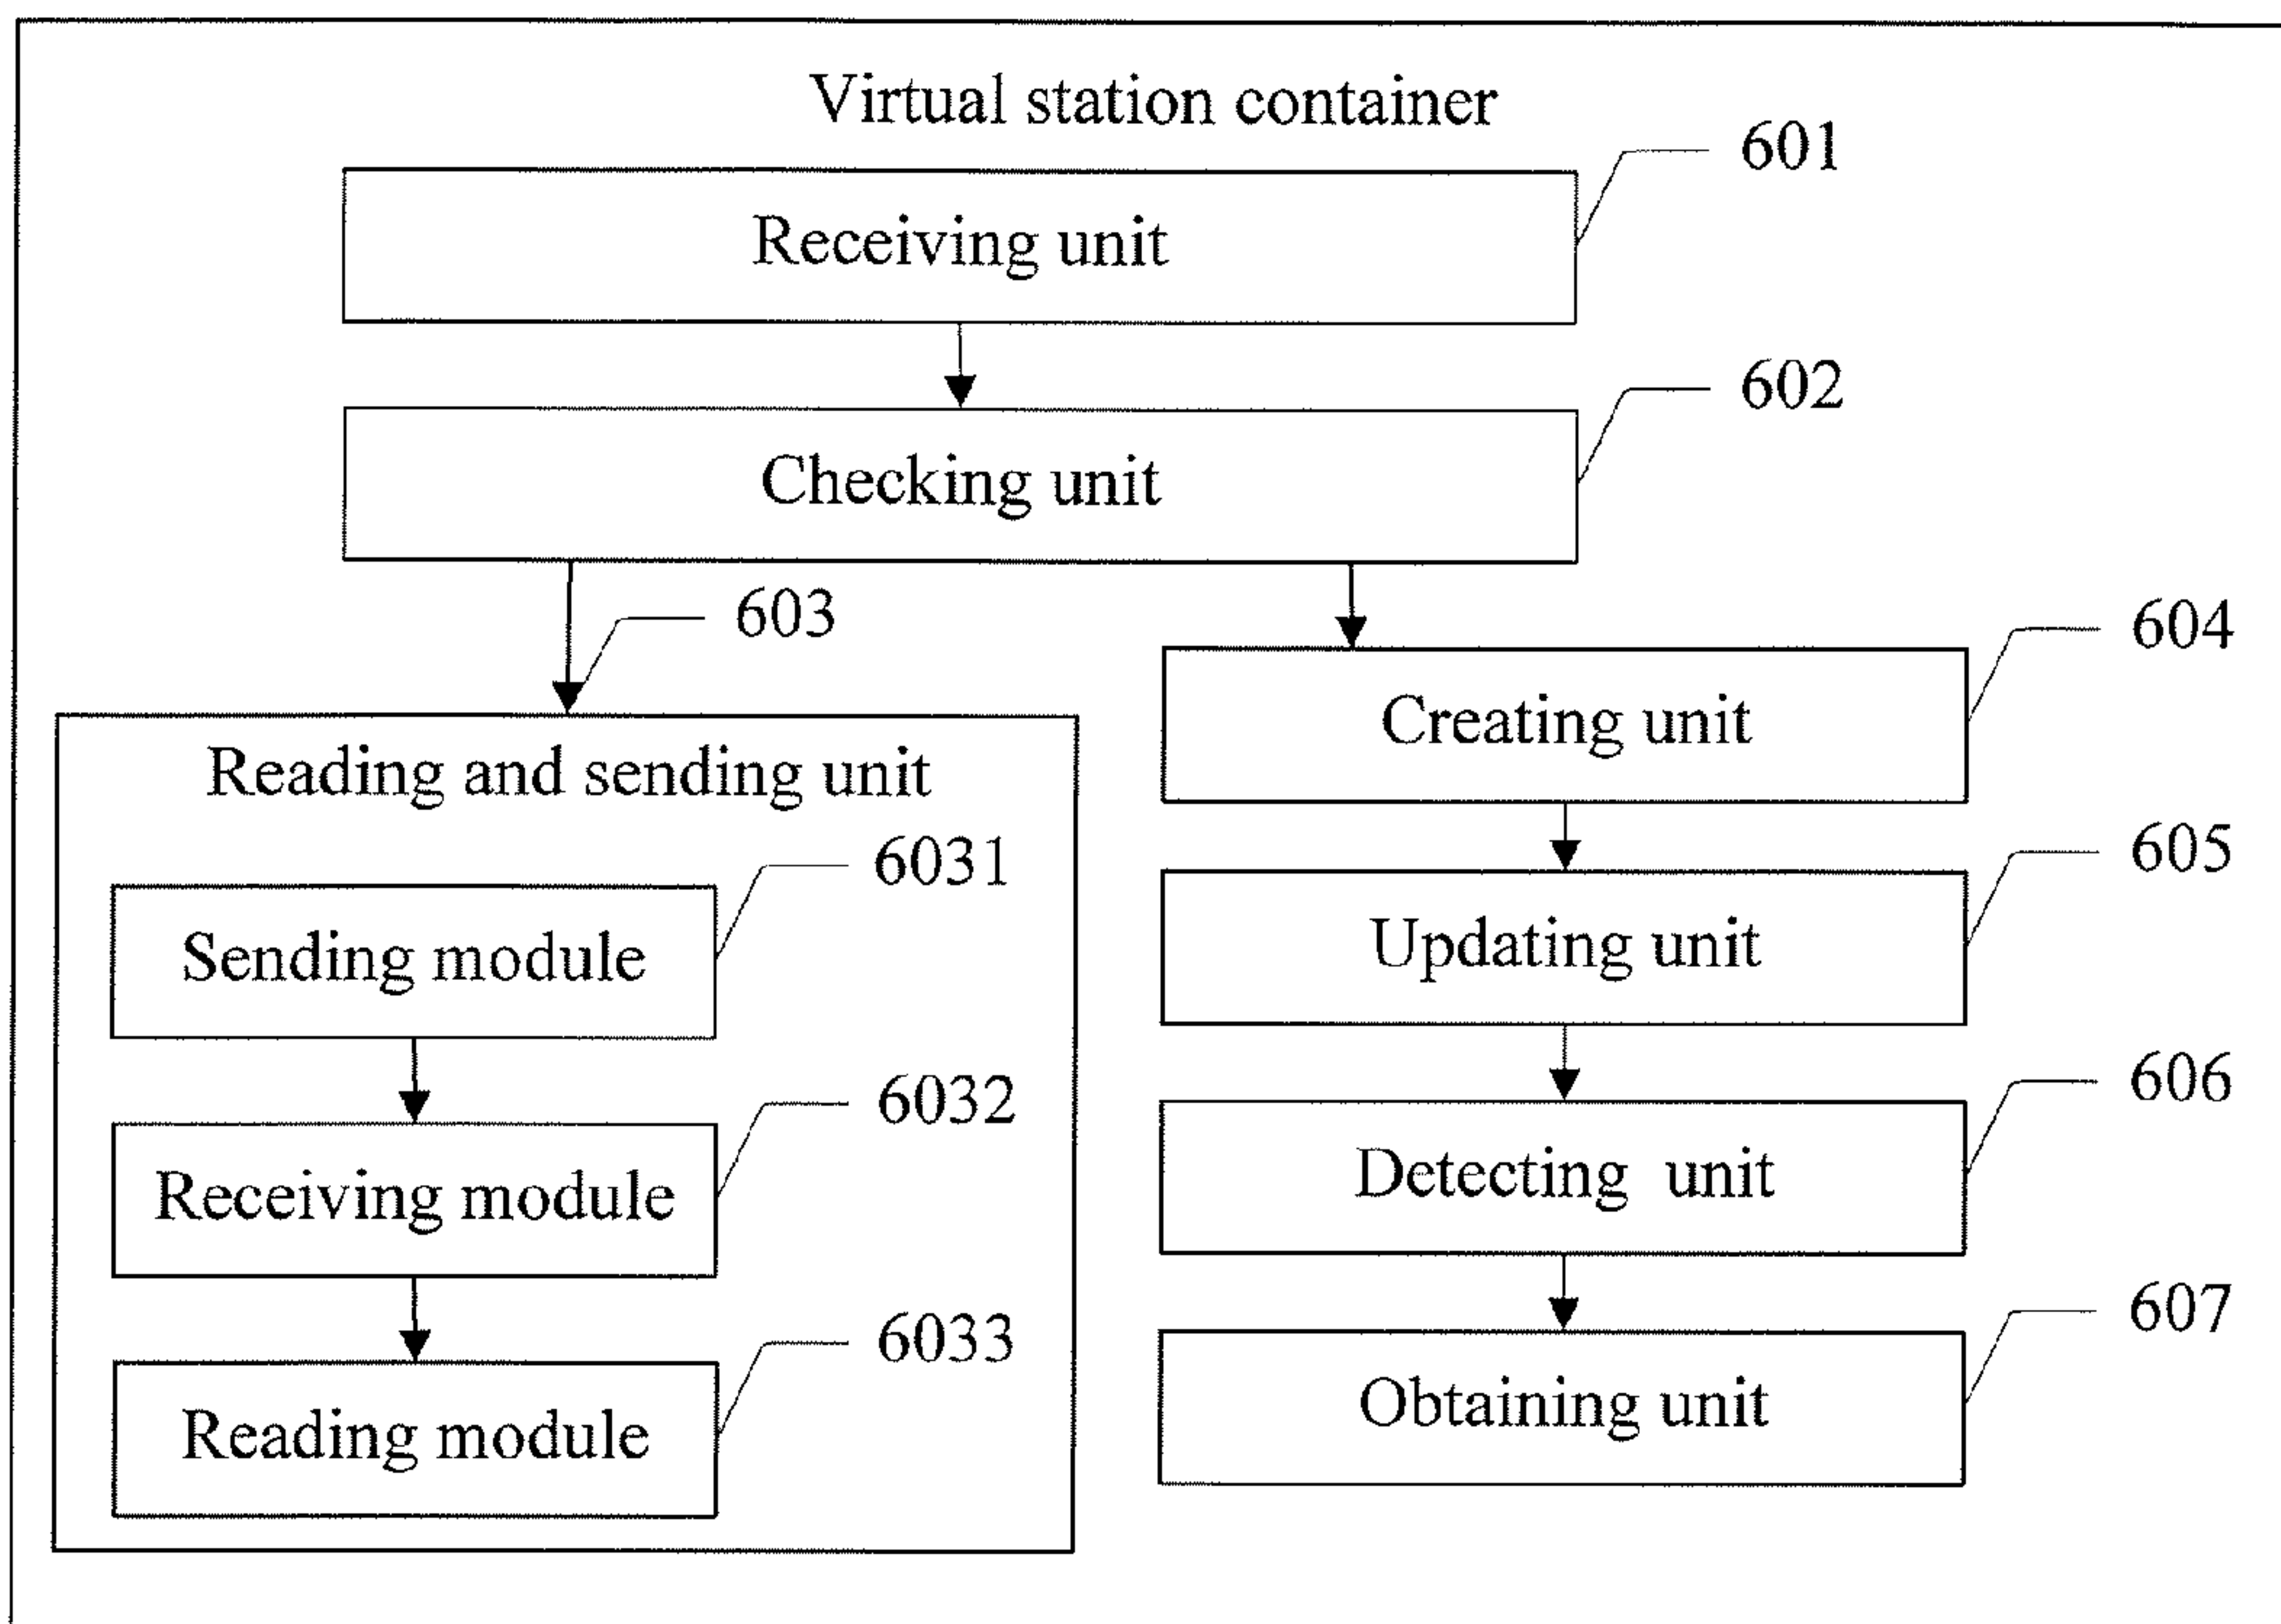 Virtual station container
601
Receiving unit
602
Checking unit
603
604
Reading and sending unit
Creating unit
6031
Sending module
605
Updating unit
6032
Receiving module
606
Detecting unit
6033
Reading module
607
Obtaining unit